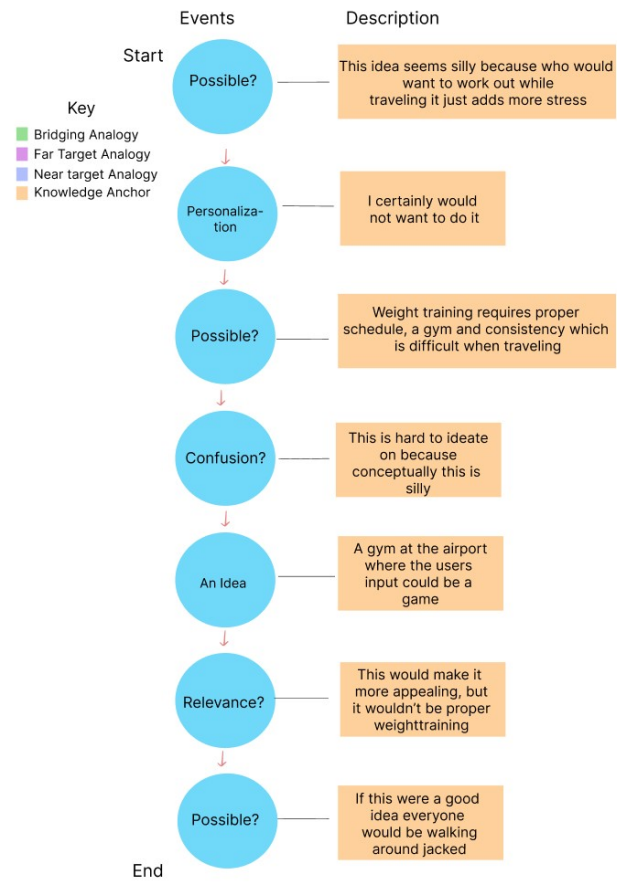 Events
Description
Start
Possible?
This idea seems silly because who would
want to work out while
traveling it just adds more stress
Key
Bridging Analogy
Far Target Analogy
Near target Analogy
Knowledge Anchor
Personaliza-
tion
I certainly would
not want to do it
Possible?
Weight training requires proper
schedule, a gym and consistency which
is difficult when traveling
Confusion?
This is hard to ideate
on because
conceptually this is
silly
An Idea
A gym at the airport
where the users
input could be a
game
Relevance?
This would make it
more appealing, but
it wouldn't be proper
weighttraining
Possible?
If this were a good
idea everyone
would be walking
around jacked
End